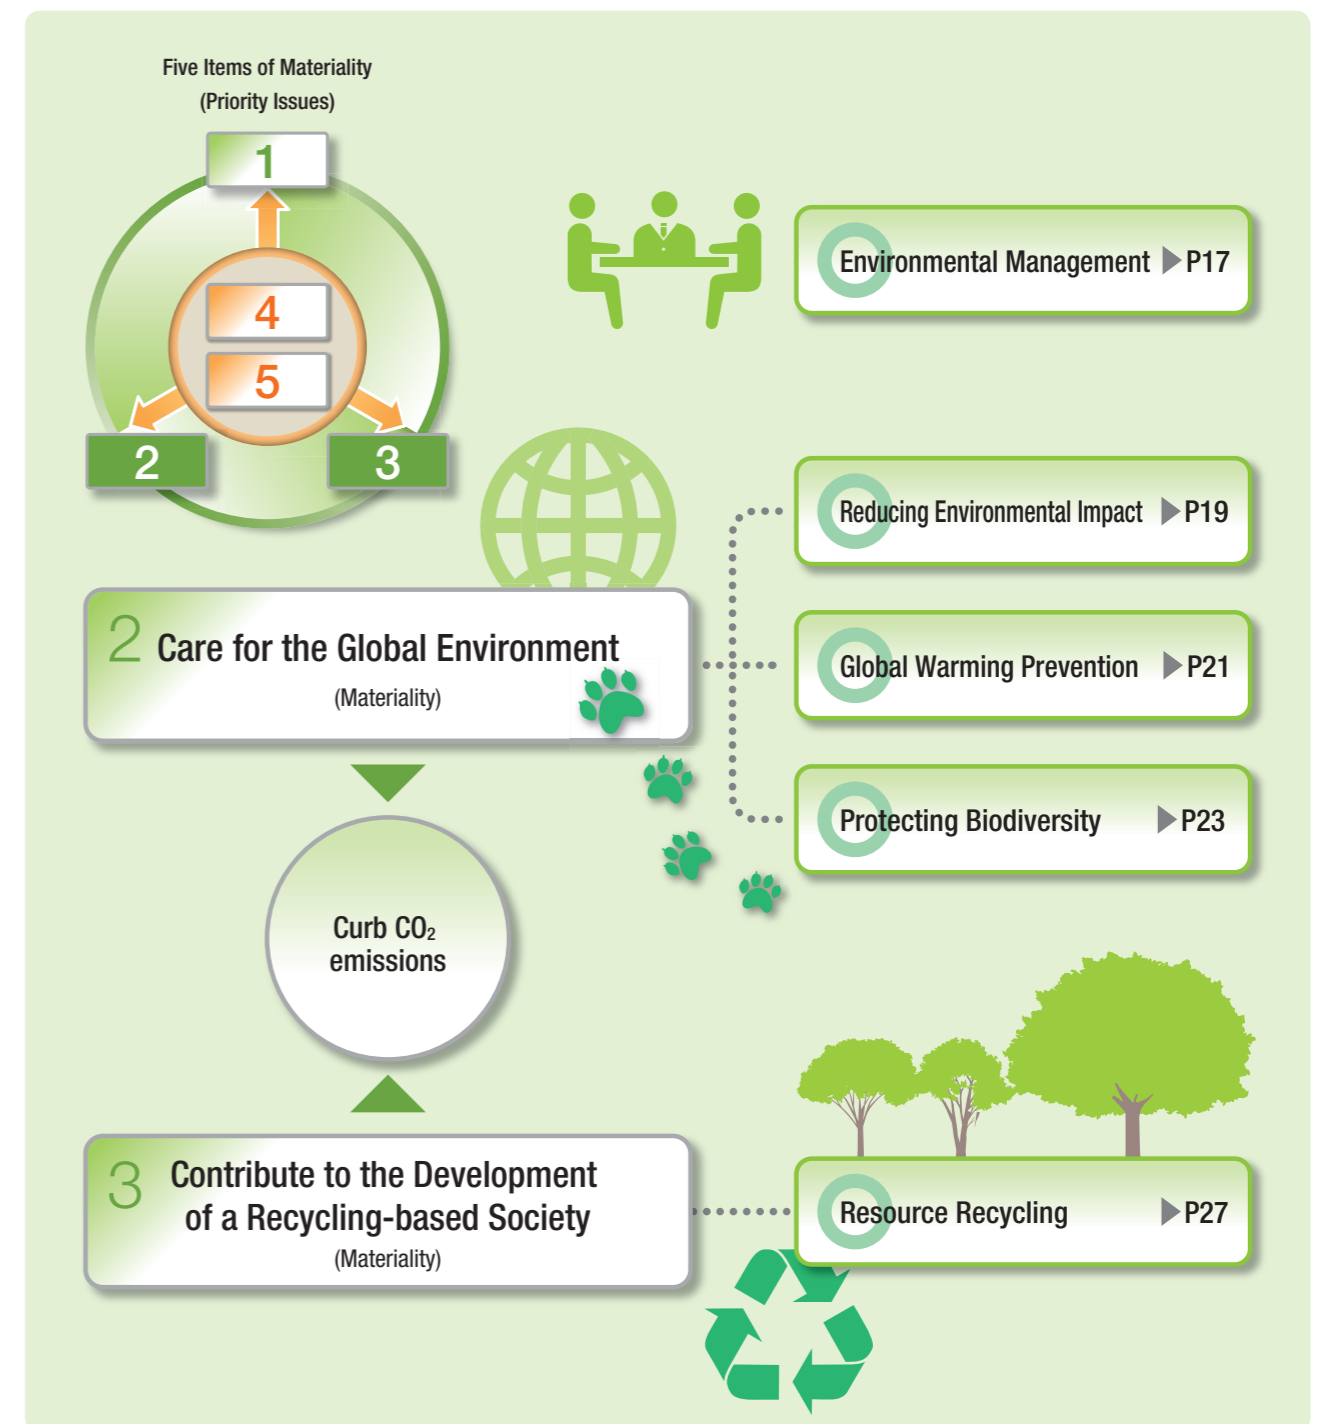 Five Items of Materiality
(Priority Issues)
1
4
5
2
3
Environmental Management ▶P17
Reducing Environmental Impact ▶P19
Global Warming Prevention ▶P21
Protecting Biodiversity ▶P23
2 Care for the Global Environment
(Materiality)
Curb CO₂
emissions
3 Contribute to the Development
of a Recycling-based Society
(Materiality)
Resource Recycling ▶P27